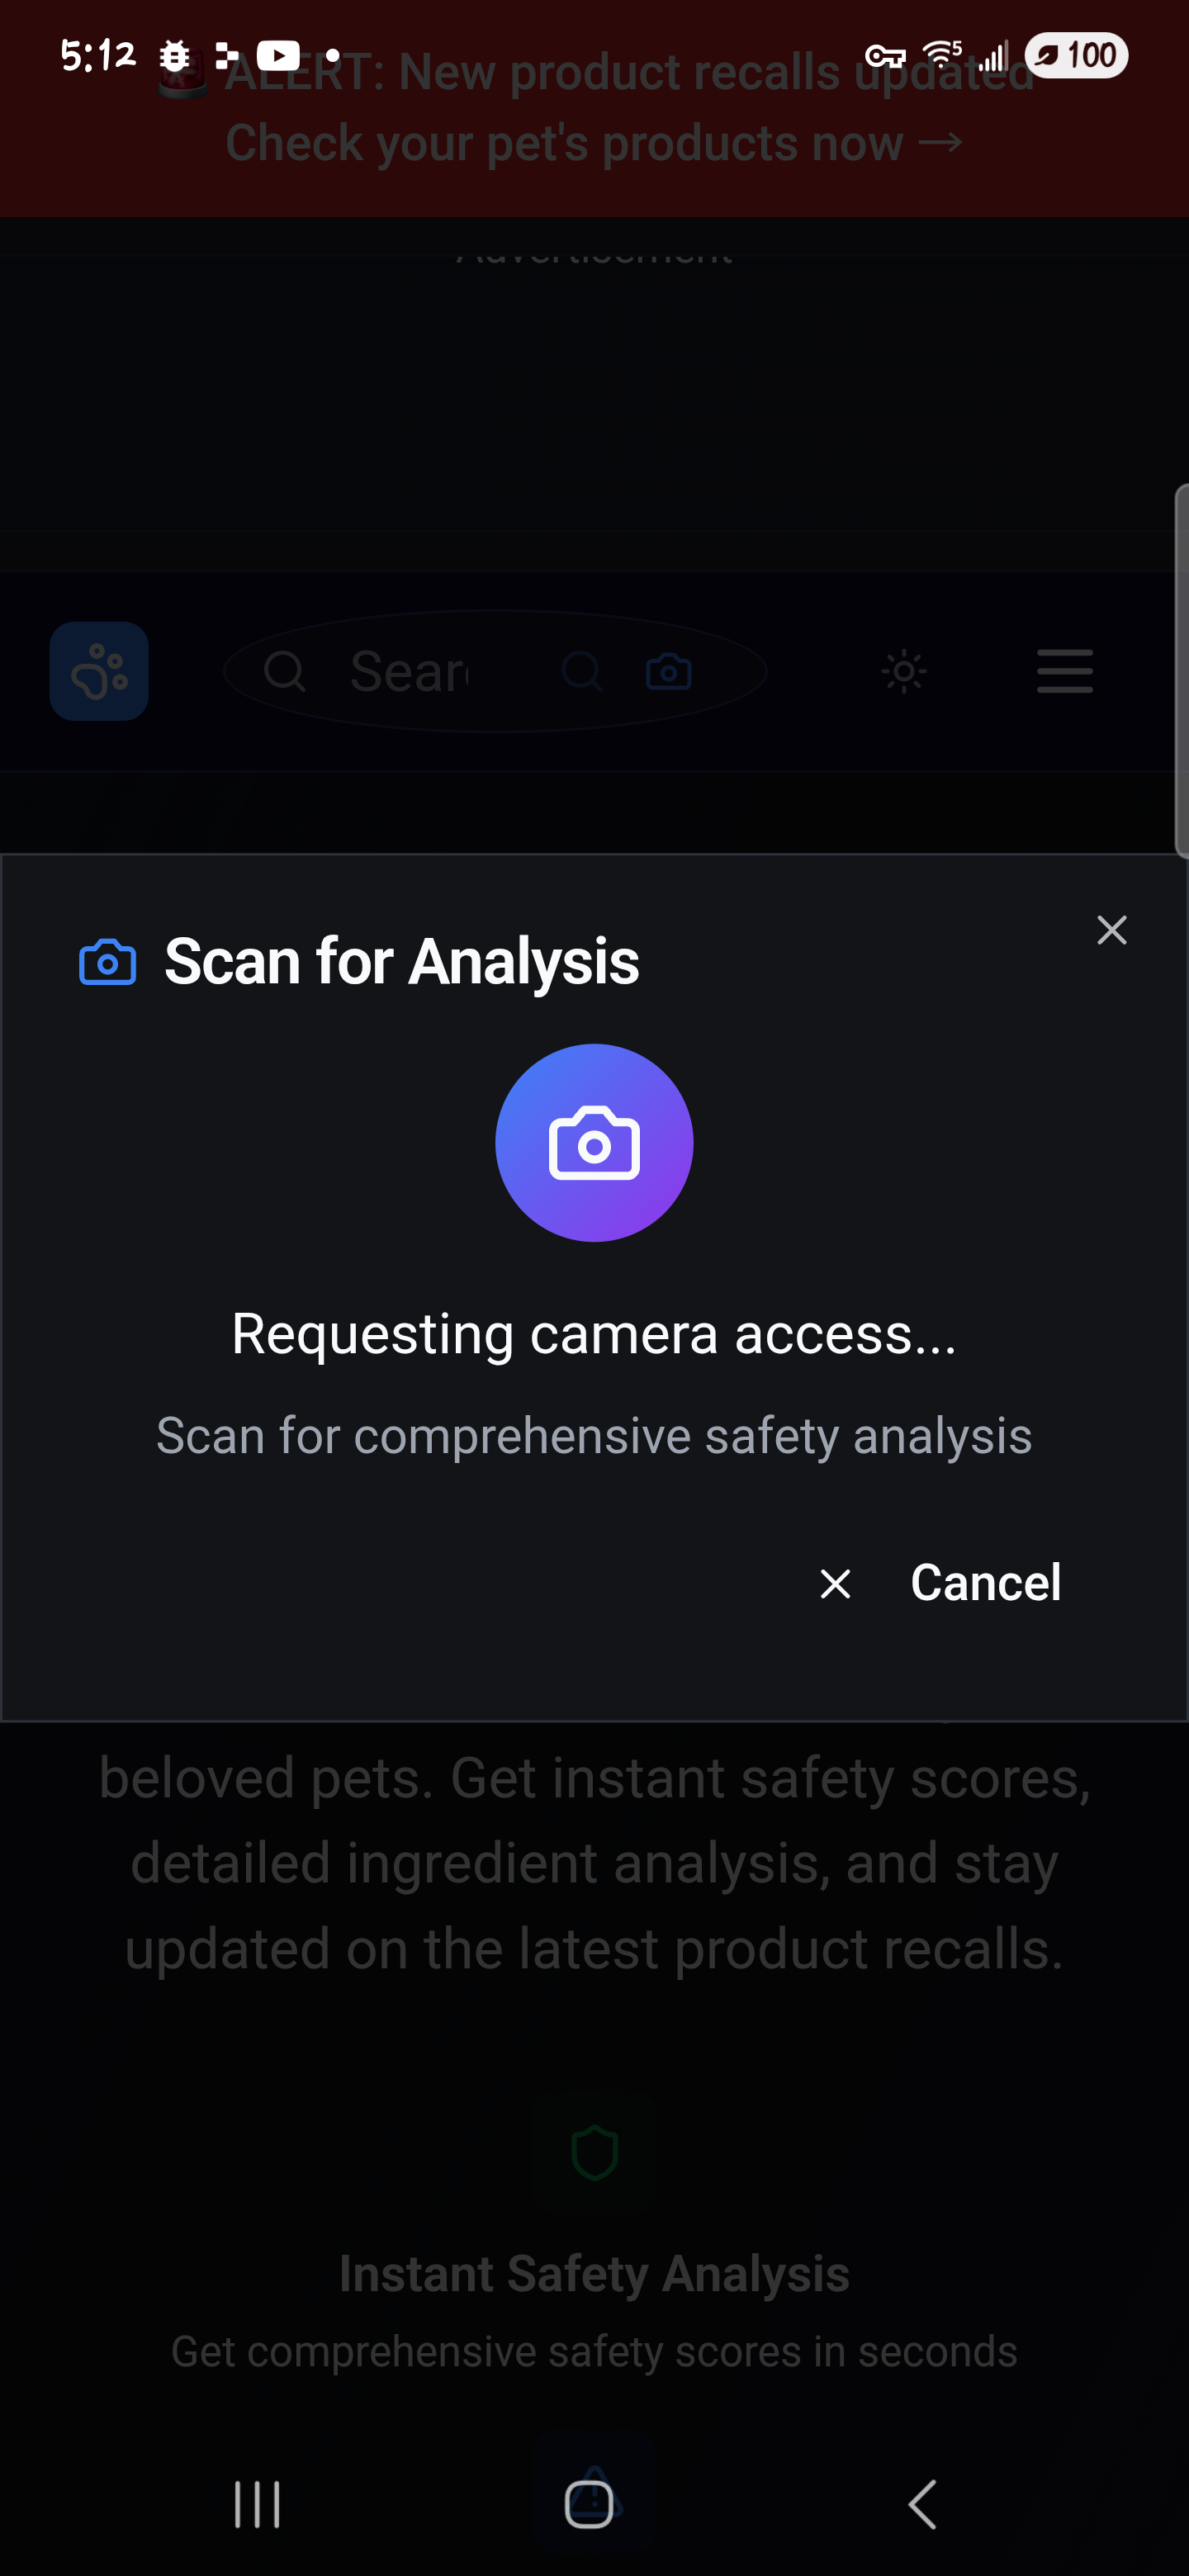 5:12
100
ALERT: New product recalls updated
Check your pet's products now →
Advertisement
Sear
Scan for Analysis
Requesting camera access...
Scan for comprehensive safety analysis
Cancel
beloved pets. Get instant safety scores,
detailed ingredient analysis, and stay
updated on the latest product recalls.
Instant Safety Analysis
Get comprehensive safety scores in seconds